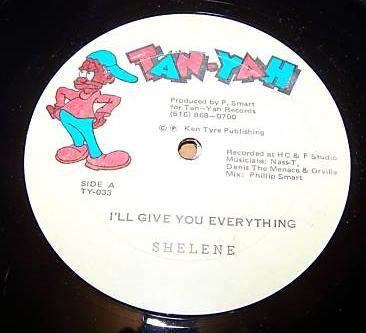 TAN-YAH
Produced by P. Smart
for Tan-Yah Records
(516) 868-0700
© ℗ Ken Tyre Publishing
Recorded at HC & F Studio
Musicians: Nass-T,
Denis The Menace & Orville
Mix: Phillip Smart
SIDE A
TY-033
I'LL GIVE YOU EVERYTHING
SHELENE